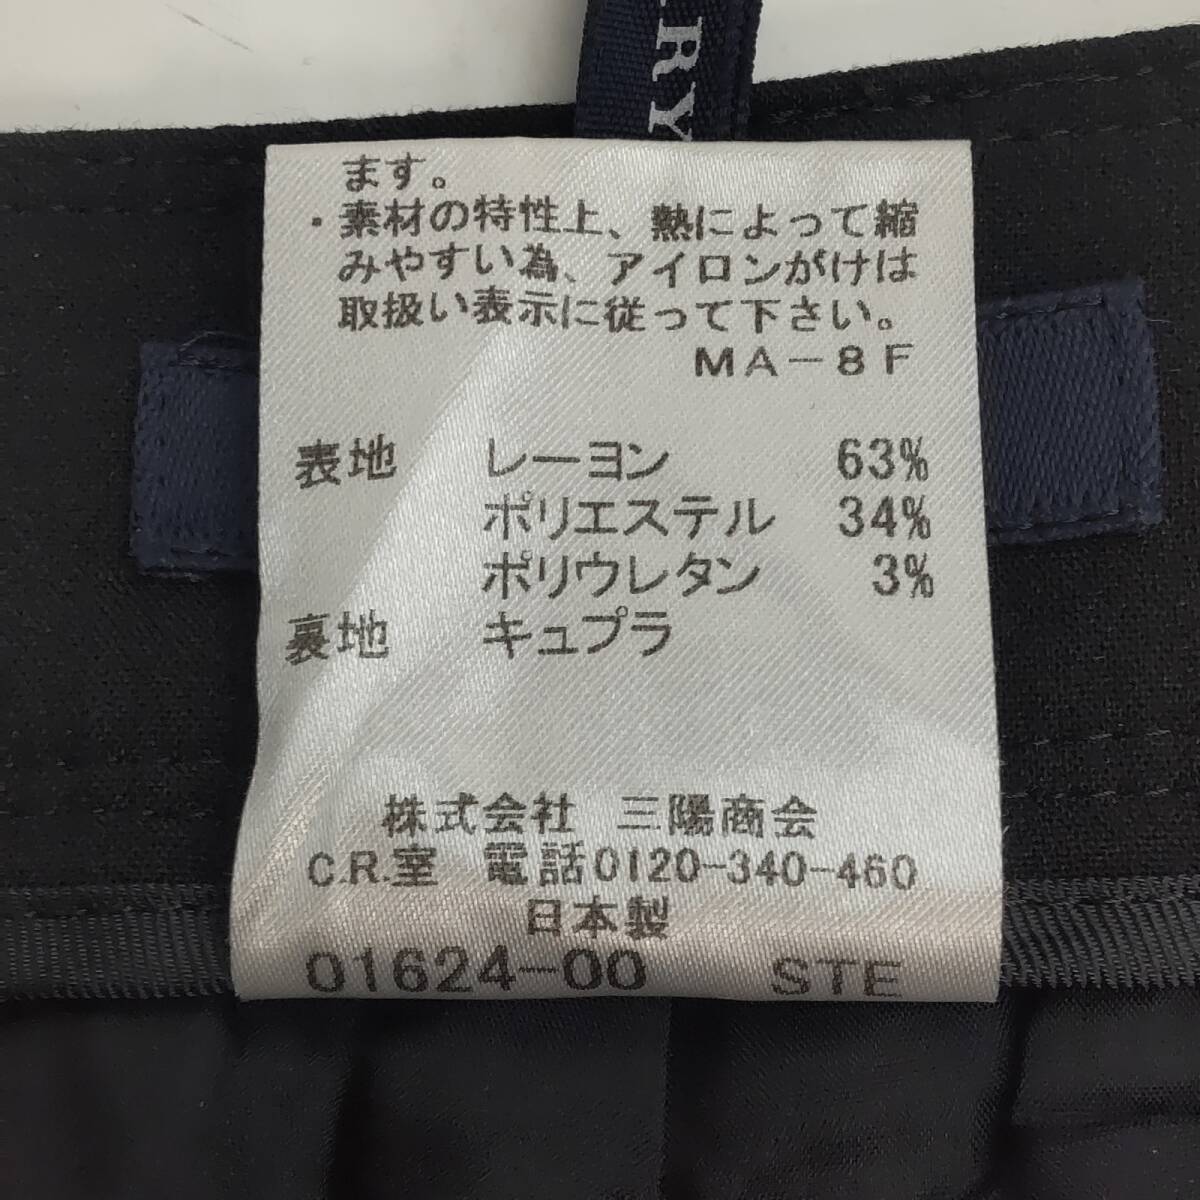 RY
ます。
・素材の特性上、熱によって縮
みやすい為、アイロンがけは
取扱い表示に従って下さい。
MA-8F
表地 レーヨン 63%
ポリエステル 34%
ポリウレタン 3%
裏地 キュプラ
株式会社 三陽商会
C.R.室 電話0120-340-460
日本製
01624-00 STE